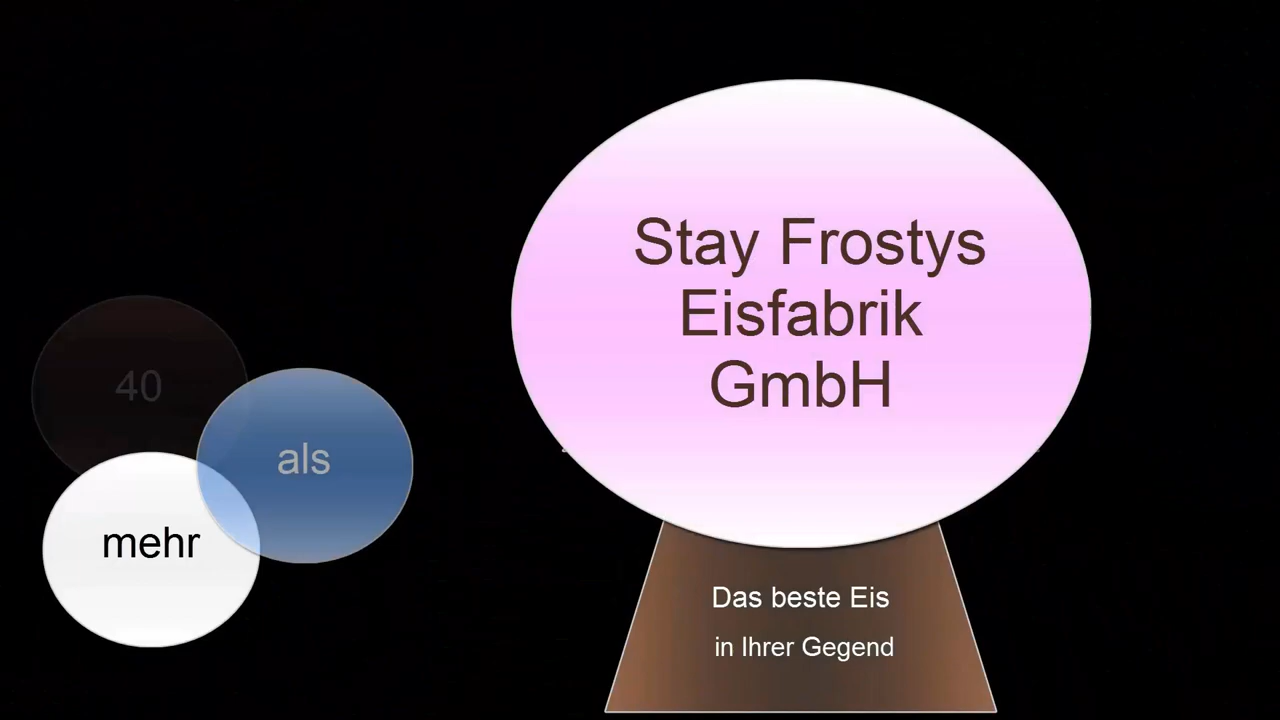 Stay Frostys
Eisfabrik
GmbH
40
als
mehr
Das beste Eis
in Ihrer Gegend